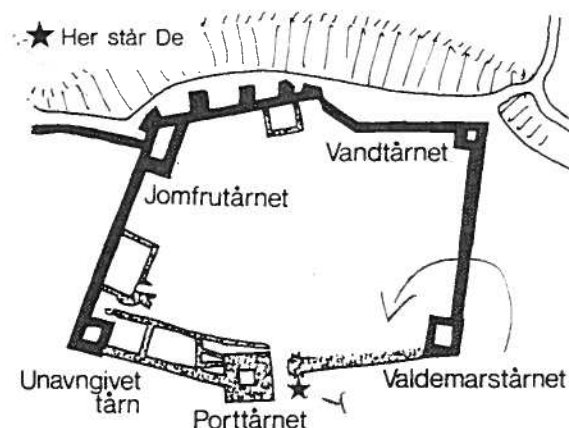 ★ Her står De
Vandtårnet
Jomfrutårnet
Unavngivet
tårn
Porttårnet
Valdemarstårnet